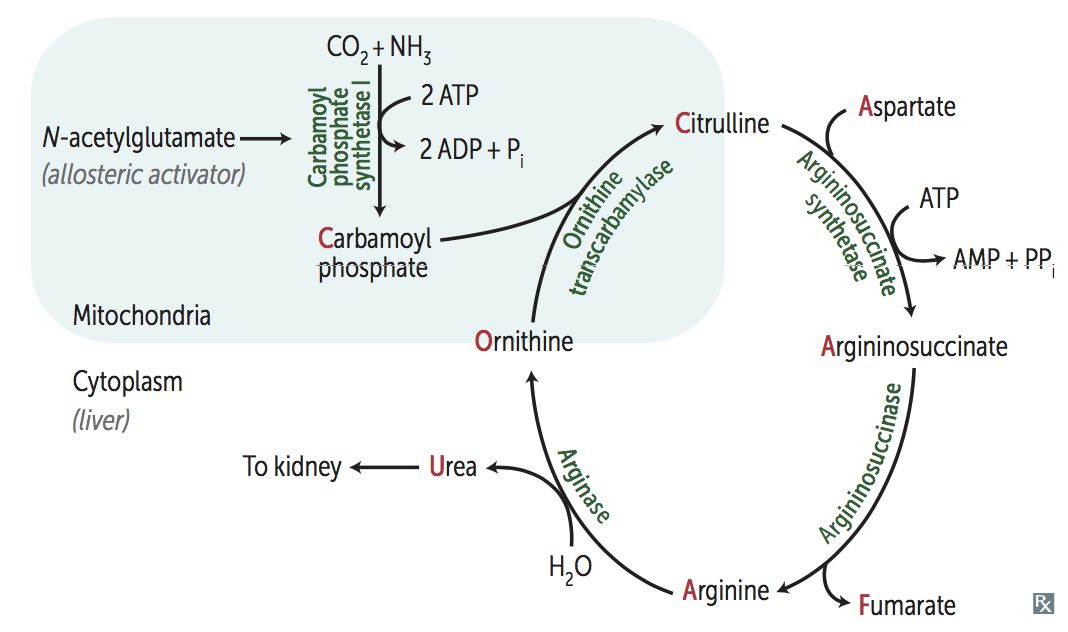 CO₂ + NH₃
Carbamoyl
phosphate
synthetase I
2 ATP
2 ADP + Pᵢ
N-acetylglutamate
(allosteric activator)
Carbamoyl
phosphate
Ornithine
transcarbamylase
Citrulline
Aspartate
Argininosuccinate
synthetase
ATP
AMP + PPᵢ
Mitochondria
Ornithine
Argininosuccinate
Cytoplasm
(liver)
Argininosuccinase
To kidney
Urea
Arginase
H₂O
Arginine
Fumarate
Rx